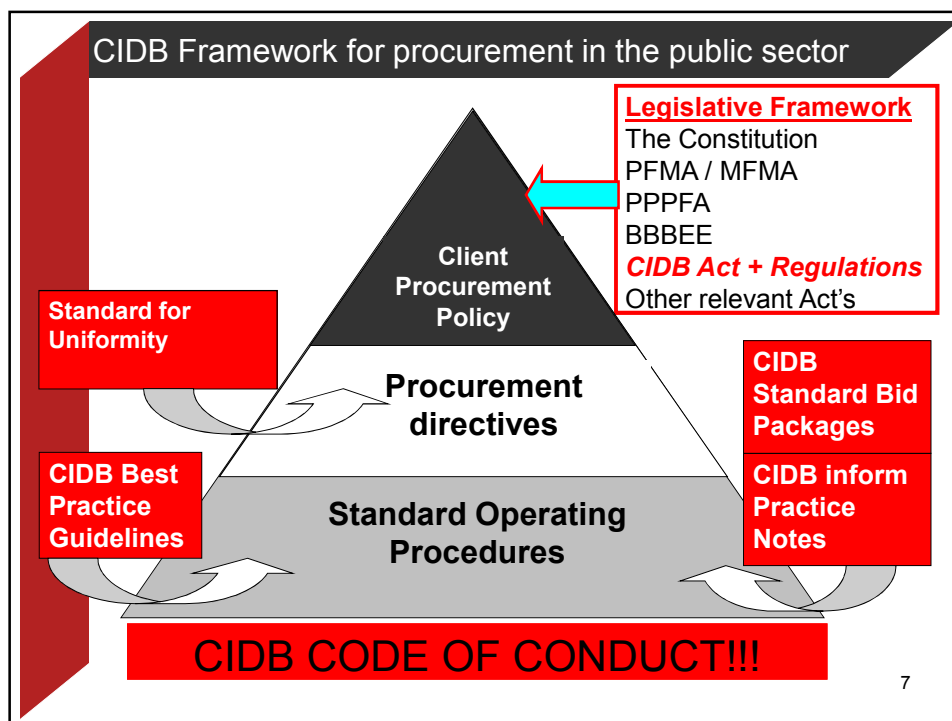 CIDB Framework for procurement in the public sector
Legislative Framework
The Constitution
PFMA / MFMA
PPPFA
BBBEE
CIDB Act + Regulations
Other relevant Act's
Client
Procurement
Policy
Standard for
Uniformity
Procurement
directives
CIDB
Standard Bid
Packages
CIDB Best
Practice
Guidelines
Standard Operating
Procedures
CIDB inform
Practice
Notes
CIDB CODE OF CONDUCT!!!
7